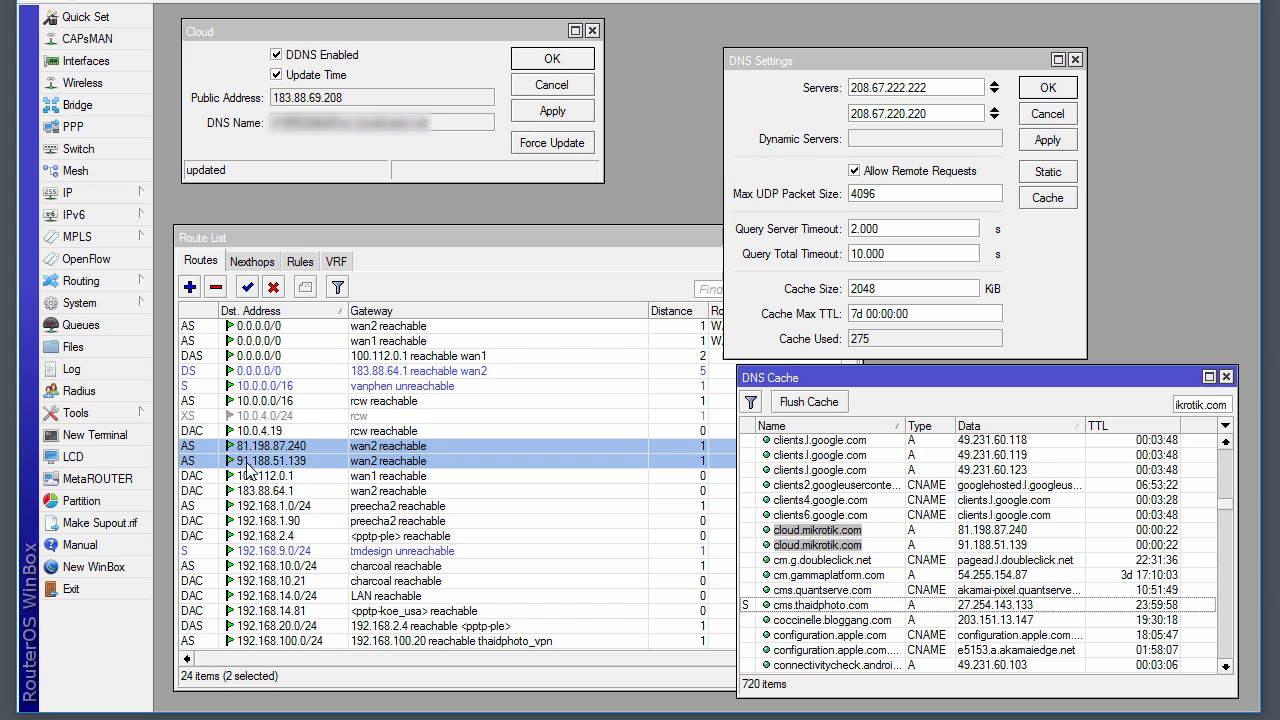 RouterOS WinBox
Quick Set
CAPsMAN
Interfaces
Wireless
Bridge
PPP
Switch
Mesh
IP
IPv6
MPLS
OpenFlow
Routing
System
Queues
Files
Log
Radius
Tools
New Terminal
LCD
MetaROUTER
Partition
Make Supout.rif
Manual
New WinBox
Exit
Cloud
DDNS Enabled
Update Time
Public Address: 183.88.69.208
DNS Name:
OK
Cancel
Apply
Force Update
updated
Route List
Routes Nexthops Rules VRF
Find
Dst. Address Gateway Distance Ro
AS 0.0.0.0/0 wan2 reachable 1 W.
AS 0.0.0.0/0 wan1 reachable 1 W.
DAS 0.0.0.0/0 100.112.0.1 reachable wan1 2
DS 0.0.0.0/0 183.88.64.1 reachable wan2 5
S 10.0.0.0/16 vanphen unreachable 1
AS 10.0.0.0/16 rcw reachable 1
XS 10.0.4.0/24 rcw 1
DAC 10.0.4.19 rcw reachable 0
AS 81.198.87.240 wan2 reachable 1
AS 91.188.51.139 wan2 reachable 1
DAC .112.0.1 wan1 reachable 0
DAC 183.88.64.1 wan2 reachable 0
AS 192.168.1.0/24 preecha2 reachable 1
DAC 192.168.1.90 preecha2 reachable 0
DAC 192.168.2.4 <pptp-ple> reachable 0
S 192.168.9.0/24 tmdesign unreachable 1
AS 192.168.10.0/24 charcoal reachable 1
DAC 192.168.10.21 charcoal reachable 0
DAC 192.168.14.0/24 LAN reachable 0
DAC 192.168.14.81 <pptp-koe_usa> reachable 0
DAS 192.168.20.0/24 192.168.2.4 reachable <pptp-ple> 1
AS 192.168.100.0/24 192.168.100.20 reachable thaidphoto_vpn 1
24 items (2 selected)
DNS Settings
Servers: 208.67.222.222
208.67.220.220
Dynamic Servers:
Allow Remote Requests
Max UDP Packet Size: 4096
Query Server Timeout: 2.000 s
Query Total Timeout: 10.000 s
Cache Size: 2048 KiB
Cache Max TTL: 7d 00:00:00
Cache Used: 275
OK
Cancel
Apply
Static
Cache
DNS Cache
Flush Cache
ikrotik.com
Name Type Data TTL
clients.l.google.com A 49.231.60.118 00:03:48
clients.l.google.com A 49.231.60.119 00:03:48
clients.l.google.com A 49.231.60.123 00:03:48
clients2.googleuserconte... CNAME googlehosted.l.googleus... 06:53:22
clients4.google.com CNAME clients.l.google.com 00:03:28
clients6.google.com CNAME clients.l.google.com 00:03:48
cloud.mikrotik.com A 81.198.87.240 00:00:22
cloud.mikrotik.com A 91.188.51.139 00:00:22
cm.g.doubleclick.net CNAME pagead.l.doubleclick.net 22:31:36
cm.gammaplatform.com A 54.255.154.87 3d 17:10:03
cms.quantserve.com CNAME akamai-pixel.quantserve... 10:51:49
S cms.thaidphoto.com A 27.254.143.133 23:59:58
coccinelle.bloggang.com A 203.151.13.147 19:30:18
configuration.apple.com CNAME configuration.apple.com.... 18:05:47
configuration.apple.com.... CNAME e5153.a.akamaiedge.net 01:58:07
connectivitycheck.androi... A 49.231.60.103 00:03:06
720 items